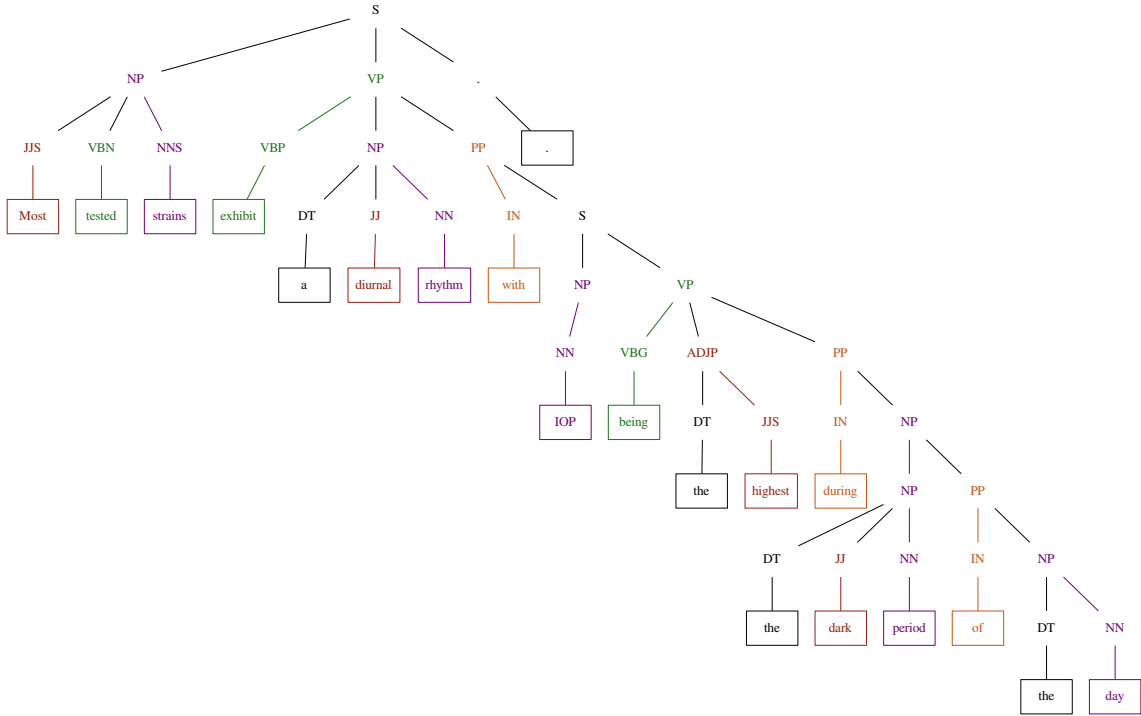 S
NP VP .
JJS VBN NNS VBP NP PP .
Most tested strains exhibit DT JJ NN IN S
a diurnal rhythm with NP VP
NN VBG ADJP PP
IOP being DT JJS IN NP
the highest during NP PP
DT JJ NN IN NP
the dark period of DT NN
the day